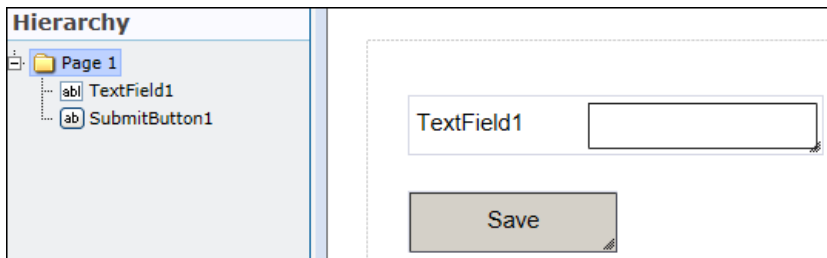 Hierarchy
Page 1
abl TextField1
ab SubmitButton1
TextField1
Save